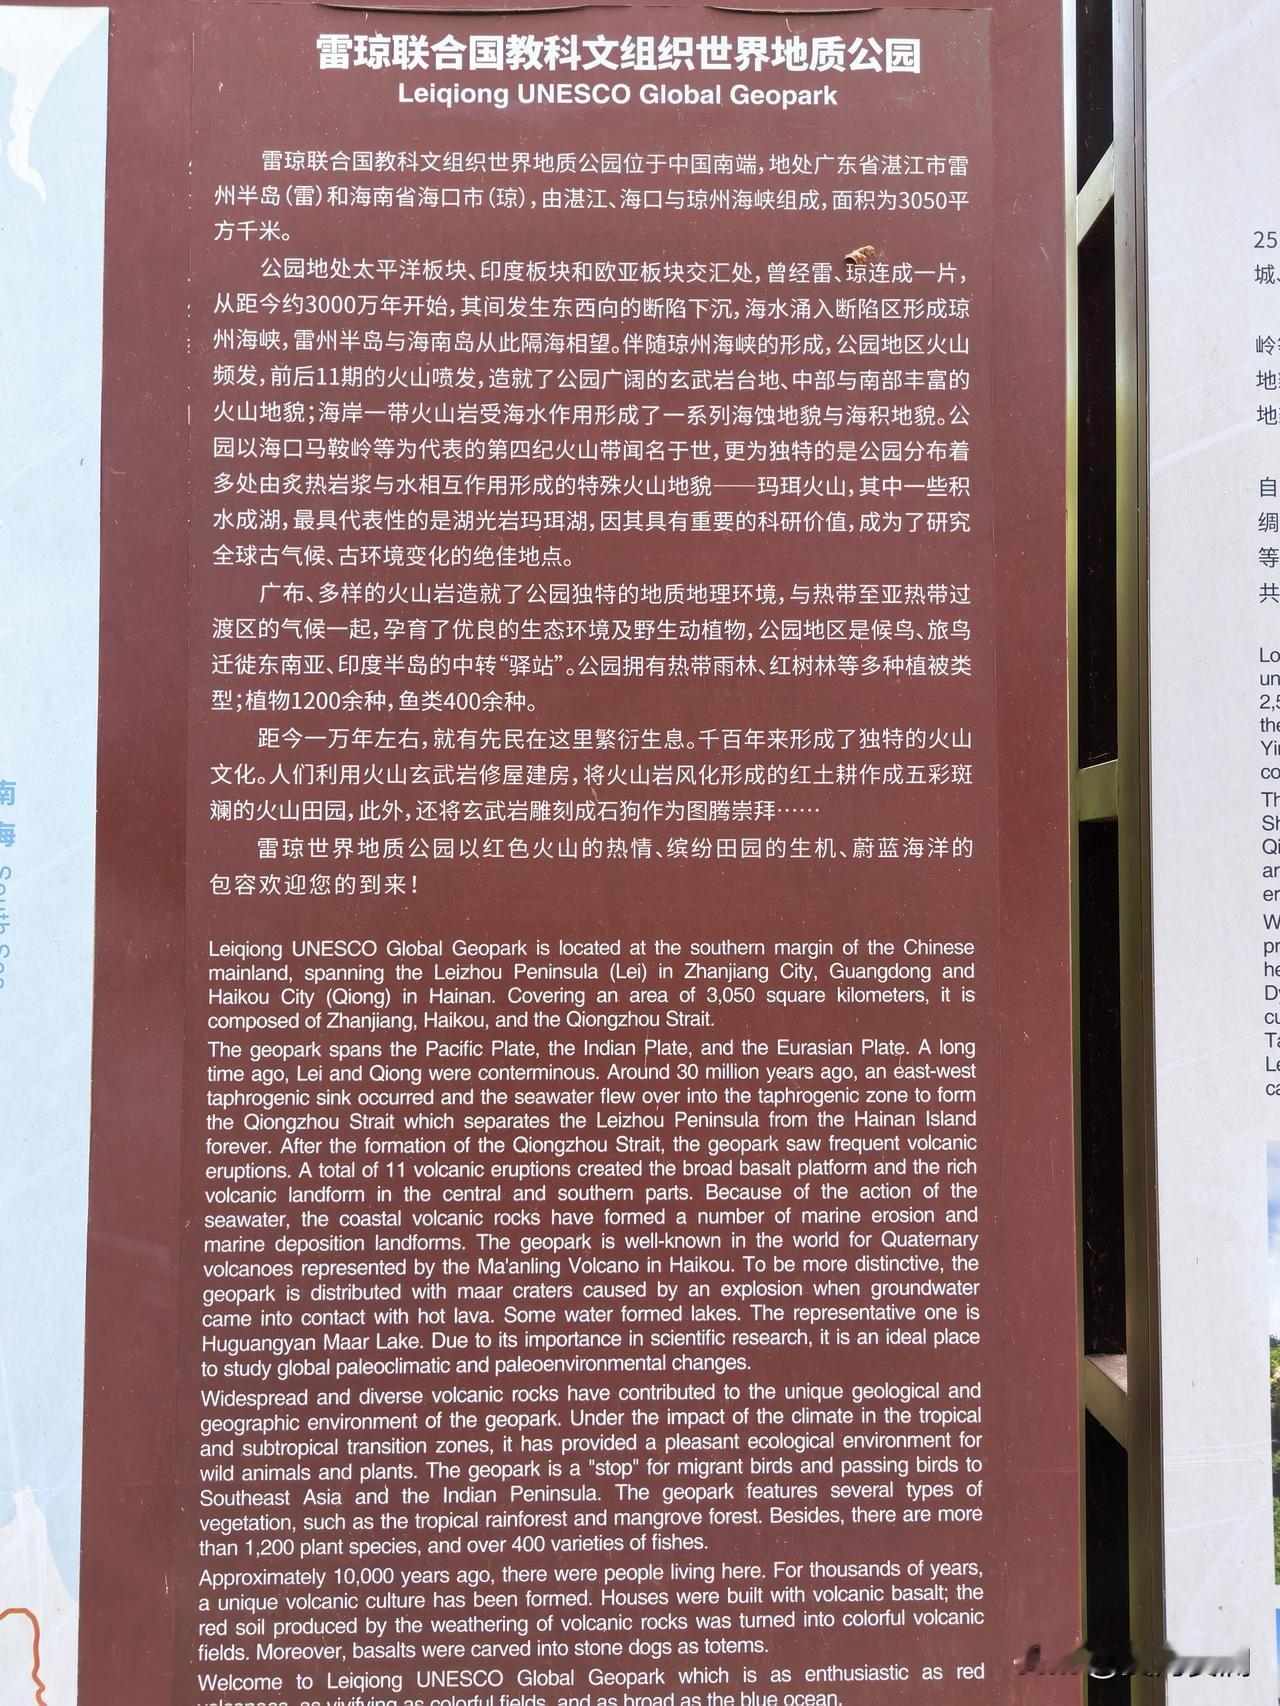 雷琼联合国教科文组织世界地质公园
Leiqiong UNESCO Global Geopark
雷琼联合国教科文组织世界地质公园位于中国南端，地处广东省湛江市雷
州半岛（雷）和海南省海口市（琼），由湛江、海口与琼州海峡组成，面积为3050平
方千米。
公园地处太平洋板块、印度板块和欧亚板块交汇处，曾经雷、琼连成一片，
从距今约3000万年开始，其间发生东西向的断陷下沉，海水涌入断陷区形成琼
州海峡，雷州半岛与海南岛从此隔海相望。伴随琼州海峡的形成，公园地区火山
频发，前后11期的火山喷发，造就了公园广阔的玄武岩台地、中部与南部丰富的
火山地貌；海岸一带火山岩受海水作用形成了一系列海蚀地貌与海积地貌。公
园以海口马鞍岭等为代表的第四纪火山带闻名于世，更为独特的是公园分布着
多处由炙热岩浆与水相互作用形成的特殊火山地貌——玛珥火山，其中一些积
水成湖，最具代表性的是湖光岩玛珥湖，因其具有重要的科研价值，成为了研究
全球古气候、古环境变化的绝佳地点。
广布、多样的火山岩造就了公园独特的地质地理环境，与热带至亚热带过
渡区的气候一起，孕育了优良的生态环境及野生动植物，公园地区是候鸟、旅鸟
迁徙东南亚、印度半岛的中转“驿站”。公园拥有热带雨林、红树林等多种植被类
型；植物1200余种，鱼类400余种。
距今一万年左右，就有先民在这里繁衍生息。千百年来形成了独特的火山
文化。人们利用火山玄武岩修屋建房，将火山岩风化形成的红土耕作成五彩斑
斓的火山田园，此外，还将玄武岩雕刻成石狗作为图腾崇拜……
雷琼世界地质公园以红色火山的热情、缤纷田园的生机、蔚蓝海洋的
包容欢迎您的到来！
Leiqiong UNESCO Global Geopark is located at the southern margin of the Chinese
mainland, spanning the Leizhou Peninsula (Lei) in Zhanjiang City, Guangdong and
Haikou City (Qiong) in Hainan. Covering an area of 3,050 square kilometers, it is
composed of Zhanjiang, Haikou, and the Qiongzhou Strait.
The geopark spans the Pacific Plate, the Indian Plate, and the Eurasian Plate. A long
time ago, Lei and Qiong were conterminous. Around 30 million years ago, an east-west
taphrogenic sink occurred and the seawater flew over into the taphrogenic zone to form
the Qiongzhou Strait which separates the Leizhou Peninsula from the Hainan Island
forever. After the formation of the Qiongzhou Strait, the geopark saw frequent volcanic
eruptions. A total of 11 volcanic eruptions created the broad basalt platform and the rich
volcanic landform in the central and southern parts. Because of the action of the
seawater, the coastal volcanic rocks have formed a number of marine erosion and
marine deposition landforms. The geopark is well-known in the world for Quaternary
volcanoes represented by the Ma'anling Volcano in Haikou. To be more distinctive, the
geopark is distributed with maar craters caused by an explosion when groundwater
came into contact with hot lava. Some water formed lakes. The representative one is
Huguangyan Maar Lake. Due to its importance in scientific research, it is an ideal place
to study global paleoclimatic and paleoenvironmental changes.
Widespread and diverse volcanic rocks have contributed to the unique geological and
geographic environment of the geopark. Under the impact of the climate in the tropical
and subtropical transition zones, it has provided a pleasant ecological environment for
wild animals and plants. The geopark is a "stop" for migrant birds and passing birds to
Southeast Asia and the Indian Peninsula. The geopark features several types of
vegetation, such as the tropical rainforest and mangrove forest. Besides, there are more
than 1,200 plant species, and over 400 varieties of fishes.
Approximately 10,000 years ago, there were people living here. For thousands of years,
a unique volcanic culture has been formed. Houses were built with volcanic basalt; the
red soil produced by the weathering of volcanic rocks was turned into colorful volcanic
fields. Moreover, basalts were carved into stone dogs as totems.
Welcome to Leiqiong UNESCO Global Geopark which is as enthusiastic as red
volcanoes, as vivifying as colorful fields, and as broad as the blue ocean.
南海 South Sea
25
城、
地
地
自
绸
等
共
Lo
un
2,5
the
Yin
co
Th
Sh
Qi
ar
er
W
pr
he
Dy
cu
Ta
Le
ca